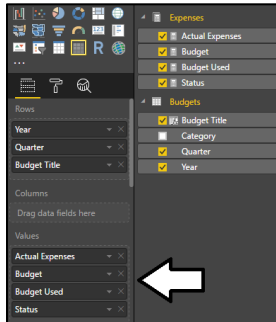 R
...
Rows
Year
Quarter
Budget Title
Columns
Drag data fields here
Values
Actual Expenses
Budget
Budget Used
Status
Expenses
Actual Expenses
Budget
Budget Used
Status
Budgets
Budget Title
Category
Quarter
Year